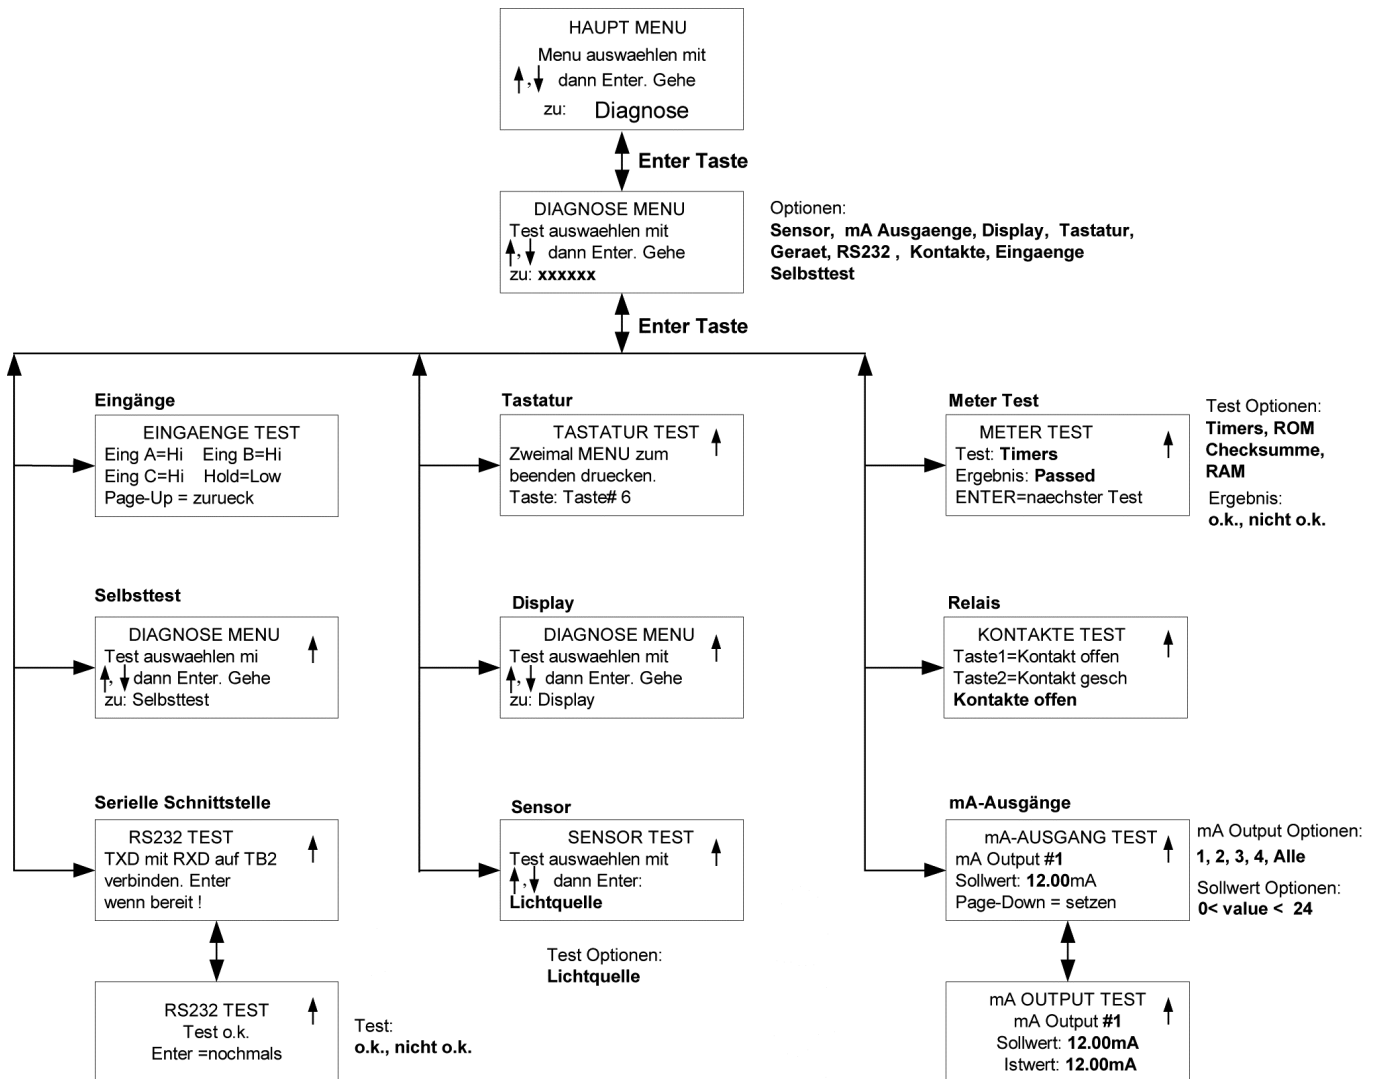 HAUPT MENU
Menu auswaehlen mit
↑,↓ dann Enter. Gehe
zu: Diagnose
Enter Taste
DIAGNOSE MENU
Test auswaehlen mit
↑,↓ dann Enter. Gehe
zu: xxxxxx
Optionen:
Sensor, mA Ausgaenge, Display, Tastatur,
Geraet, RS232 , Kontakte, Eingaenge
Selbsttest
Enter Taste
Eingänge
EINGAENGE TEST
Eing A=Hi Eing B=Hi
Eing C=Hi Hold=Low
Page-Up = zurueck
Tastatur
TASTATUR TEST ↑
Zweimal MENU zum
beenden druecken.
Taste: Taste# 6
Meter Test
METER TEST ↑
Test: Timers
Ergebnis: Passed
ENTER=naechster Test
Test Optionen:
Timers, ROM
Checksumme,
RAM
Ergebnis:
o.k., nicht o.k.
Selbsttest
DIAGNOSE MENU ↑
Test auswaehlen mi
↑,↓ dann Enter. Gehe
zu: Selbsttest
Display
DIAGNOSE MENU ↑
Test auswaehlen mit
↑,↓ dann Enter. Gehe
zu: Display
Relais
KONTAKTE TEST ↑
Taste1=Kontakt offen
Taste2=Kontakt gesch
Kontakte offen
Serielle Schnittstelle
RS232 TEST ↑
TXD mit RXD auf TB2
verbinden. Enter
wenn bereit !
Sensor
SENSOR TEST ↑
Test auswaehlen mit
↑,↓ dann Enter:
Lichtquelle
Test Optionen:
Lichtquelle
mA-Ausgänge
mA-AUSGANG TEST ↑
mA Output #1
Sollwert: 12.00mA
Page-Down = setzen
mA Output Optionen:
1, 2, 3, 4, Alle
Sollwert Optionen:
0< value < 24
RS232 TEST ↑
Test o.k.
Enter =nochmals
Test:
o.k., nicht o.k.
mA OUTPUT TEST ↑
mA Output #1
Sollwert: 12.00mA
Istwert: 12.00mA